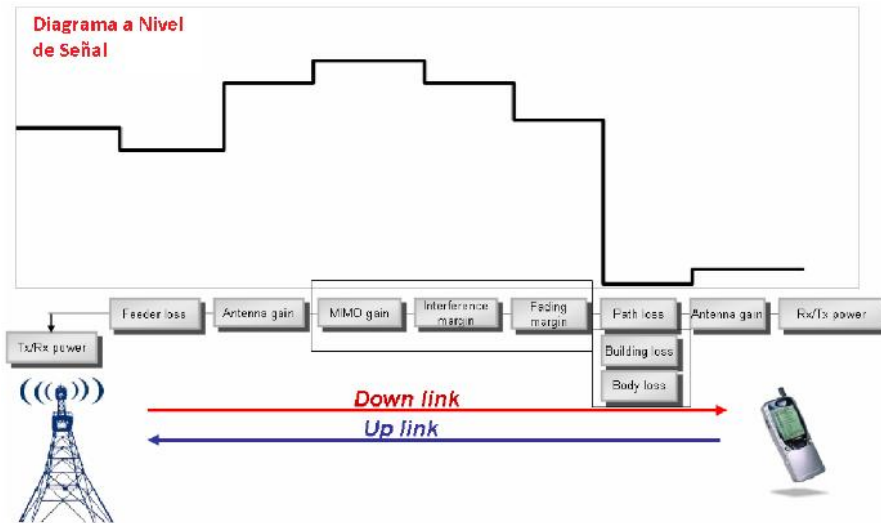 Diagrama a Nivel
de Señal
Feeder loss
Antenna gain
MIMO gain
Interference
margin
Fading
margin
Path loss
Antenna gain
Rx/Tx power
Tx/Rx power
Building loss
Body loss
Down link
Up link